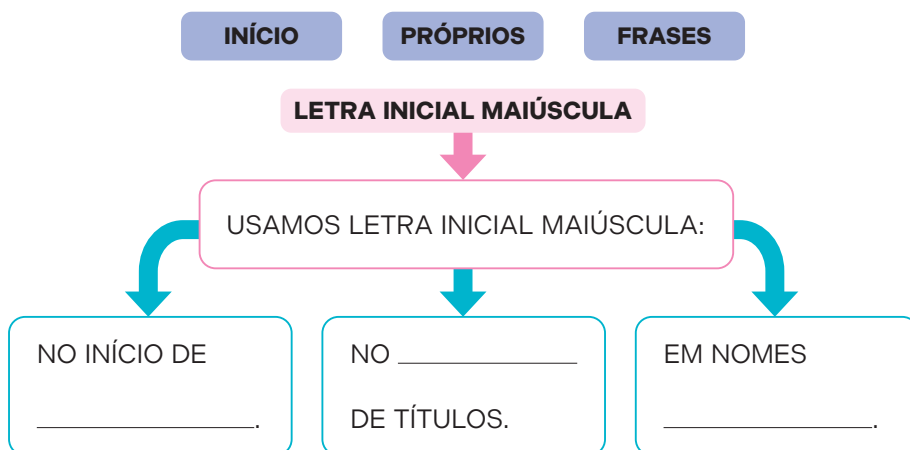 INÍCIO PRÓPRIOS FRASES
LETRA INICIAL MAIÚSCULA
USAMOS LETRA INICIAL MAIÚSCULA:
NO INÍCIO DE
_______________.
NO _______________
DE TÍTULOS.
EM NOMES
_______________.